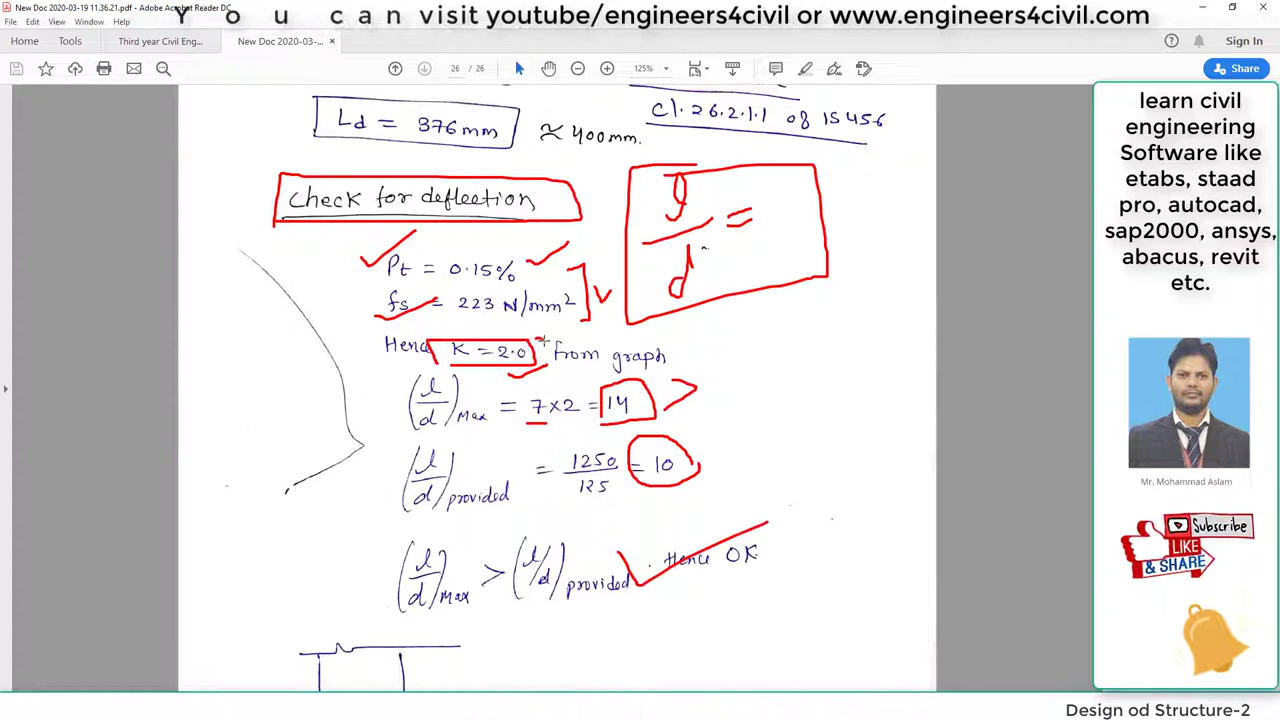 New Doc 2020-03-19 11.36.21.pdf - Adobe Acrobat Reader DC
You can visit youtube/engineers4civil or www.engineers4civil.com
File Edit View Window Help
Home Tools Third year Civil Eng... New Doc 2020-03-... × Sign In
26 / 26 125% Share
Ld = 376mm ≈ 400mm.
cl. 26.2.1.1 of IS 456
Check for deflection
l/d =
Pt = 0.15%
fs = 223 N/mm²
Hence K = 2.0 from graph
(l/d)Max = 7×2 = 14 >
(l/d)provided = 1250/125 = 10
(l/d)Max > (l/d)provided . Hence OK
learn civil
engineering
Software like
etabs, staad
pro, autocad,
sap2000, ansys,
abacus, revit
etc.
Mr. Mohammad Aslam
Subscribe
LIKE
& SHARE
Design od Structure-2